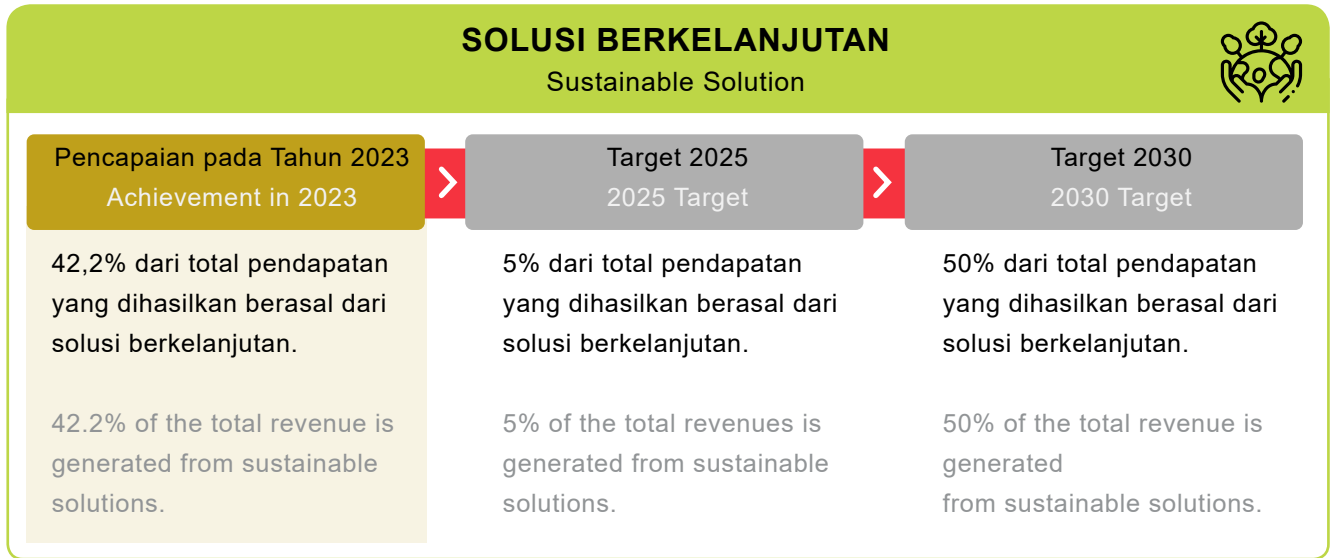 SOLUSI BERKELANJUTAN
Sustainable Solution
Pencapaian pada Tahun 2023
Achievement in 2023
42,2% dari total pendapatan
yang dihasilkan berasal dari
solusi berkelanjutan.
42.2% of the total revenue is
generated from sustainable
solutions.
Target 2025
2025 Target
5% dari total pendapatan
yang dihasilkan berasal dari
solusi berkelanjutan.
5% of the total revenues is
generated from sustainable
solutions.
Target 2030
2030 Target
50% dari total pendapatan
yang dihasilkan berasal dari
solusi berkelanjutan.
50% of the total revenue is
generated
from sustainable solutions.